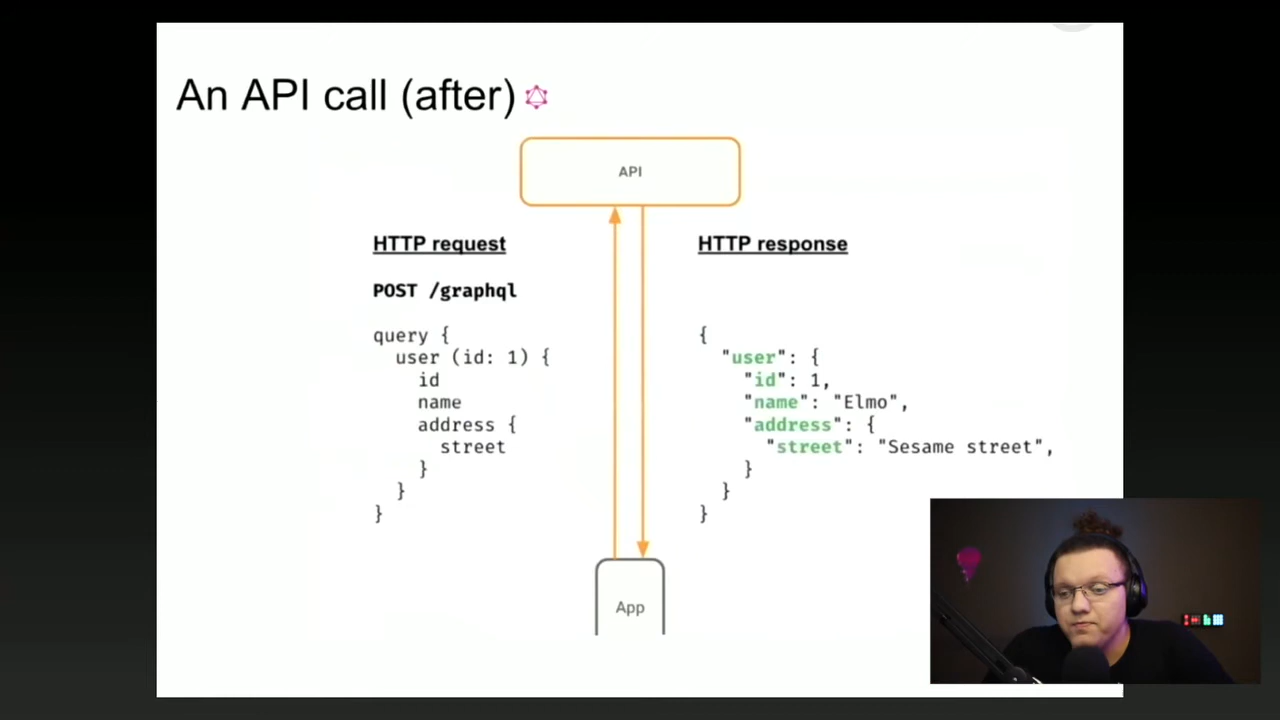 An API call (after)
API
HTTP request
POST /graphql
query {
user (id: 1) {
id
name
address {
street
}
}
}
HTTP response
{
"user": {
"id": 1,
"name": "Elmo",
"address": {
"street": "Sesame street",
}
}
}
App